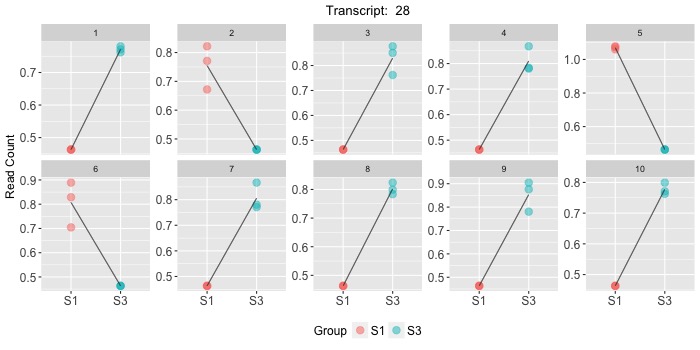 Transcript: 28
1 2 3 4 5
0.7 0.8 0.8 0.8 1.0
0.6 0.7 0.7 0.7 0.8
0.5 0.6 0.6 0.6 0.6
0.5 0.5 0.5
Read Count
6 7 8 9 10
0.9 0.8 0.8 0.9 0.8
0.8 0.7 0.7 0.8 0.7
0.7 0.6 0.6 0.7 0.6
0.6 0.5 0.5 0.6 0.5
0.5 0.5
S1 S3 S1 S3 S1 S3 S1 S3 S1 S3
Group S1 S3